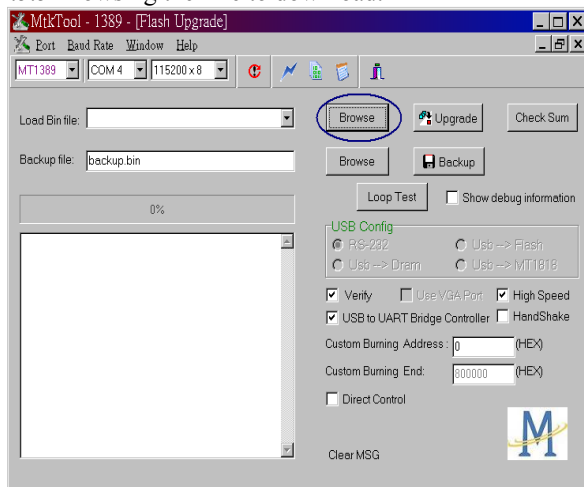 MtkTool - 1389 - [Flash Upgrade]
Port Baud Rate Window Help
MT1389 COM 4 115200 x 8
Load Bin file: Browse Upgrade Check Sum
Backup file: backup.bin Browse Backup
Loop Test Show debug information
0%
USB Config
RS-232 Usb --> Flash
Usb --> Dram Usb --> MT1818
Verify Use VGA Port High Speed
USB to UART Bridge Controller HandShake
Custom Burning Address : 0 (HEX)
Custom Burning End: 800000 (HEX)
Direct Control
M
Clear MSG